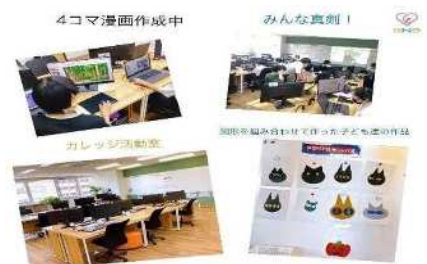 4コマ漫画作成中
みんな真剣！
カレッジ活動室
図形を組み合わせて作った子ども達の作品